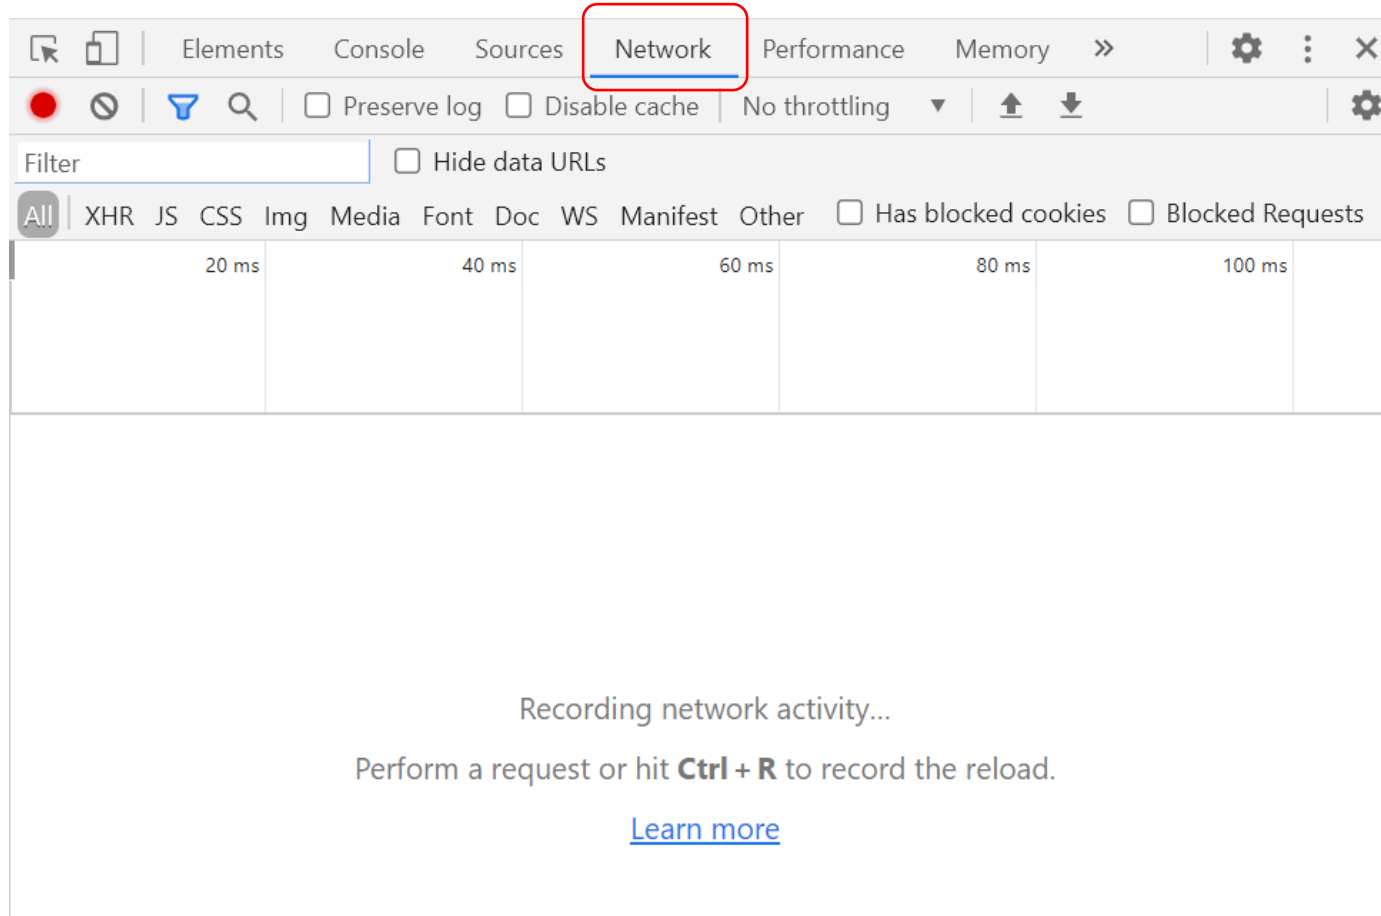 Elements Console Sources Network Performance Memory »
Preserve log Disable cache No throttling ▼
Filter Hide data URLs
All XHR JS CSS Img Media Font Doc WS Manifest Other Has blocked cookies Blocked Requests
20 ms 40 ms 60 ms 80 ms 100 ms
Recording network activity...
Perform a request or hit Ctrl + R to record the reload.
Learn more